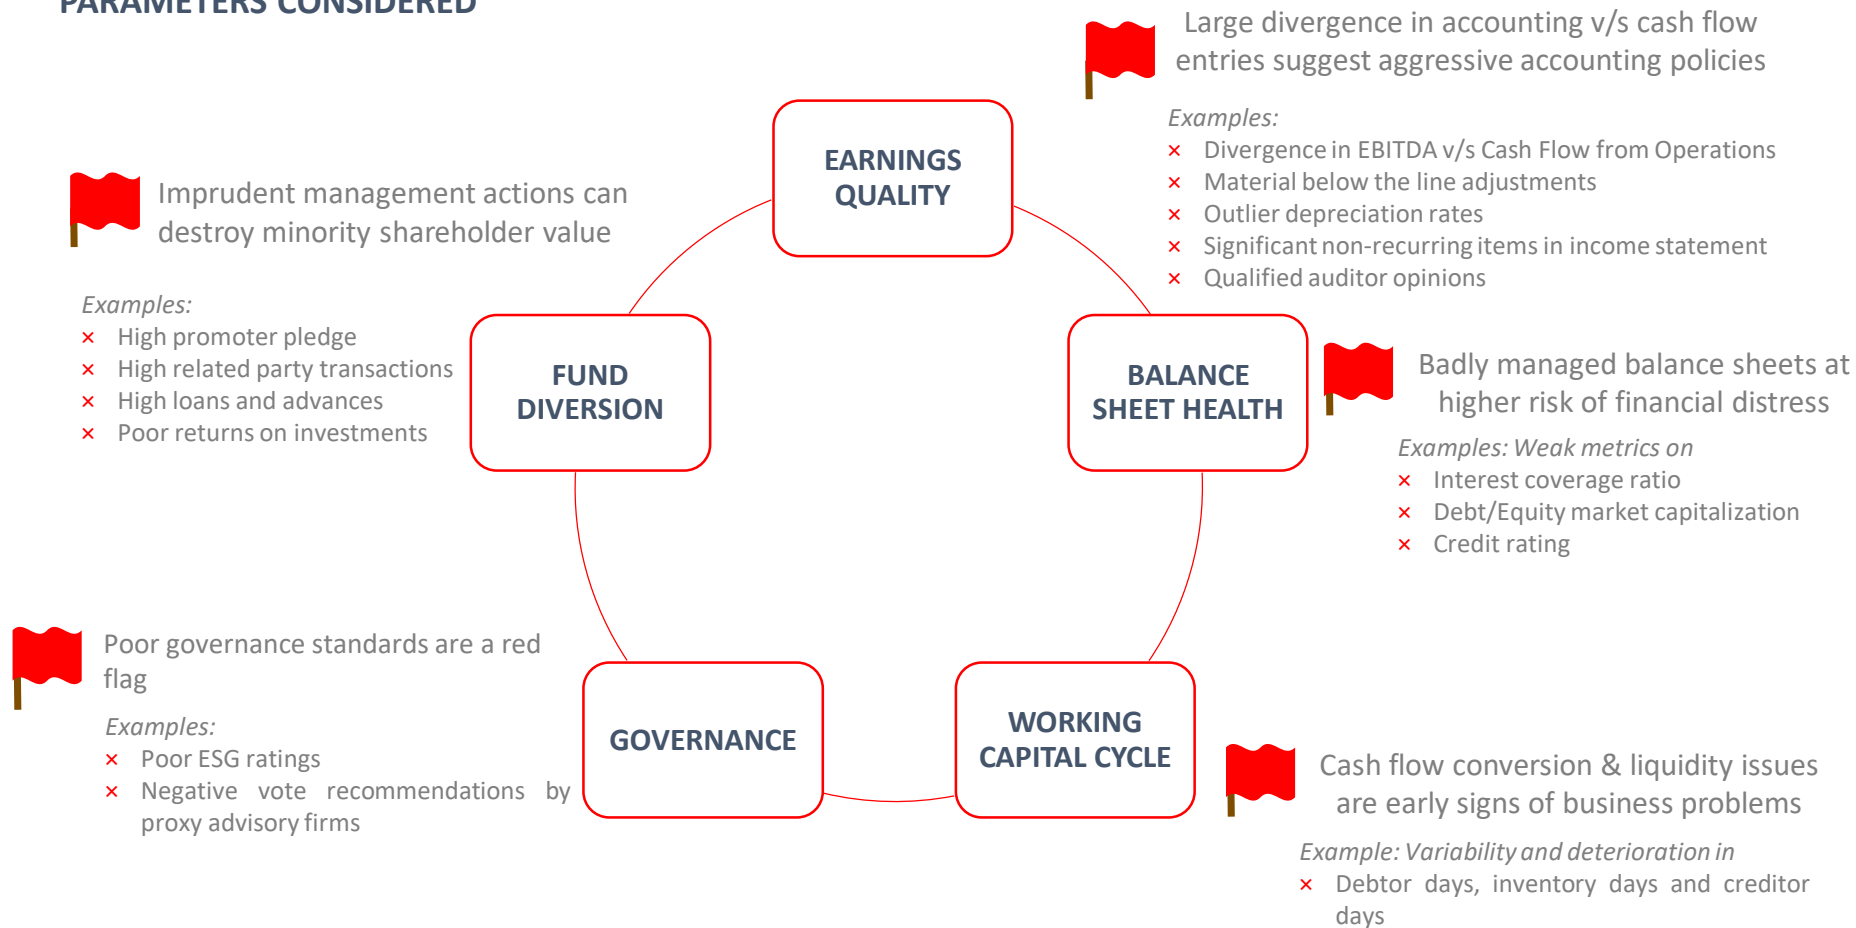 PARAMETERS CONSIDERED
Large divergence in accounting v/s cash flow
entries suggest aggressive accounting policies
Examples:
× Divergence in EBITDA v/s Cash Flow from Operations
× Material below the line adjustments
× Outlier depreciation rates
× Significant non-recurring items in income statement
× Qualified auditor opinions
EARNINGS
QUALITY
Imprudent management actions can
destroy minority shareholder value
Examples:
× High promoter pledge
× High related party transactions
× High loans and advances
× Poor returns on investments
FUND
DIVERSION
BALANCE
SHEET HEALTH
Badly managed balance sheets at
higher risk of financial distress
Examples: Weak metrics on
× Interest coverage ratio
× Debt/Equity market capitalization
× Credit rating
Poor governance standards are a red
flag
Examples:
× Poor ESG ratings
× Negative vote recommendations by
proxy advisory firms
GOVERNANCE
WORKING
CAPITAL CYCLE
Cash flow conversion & liquidity issues
are early signs of business problems
Example: Variability and deterioration in
× Debtor days, inventory days and creditor
days